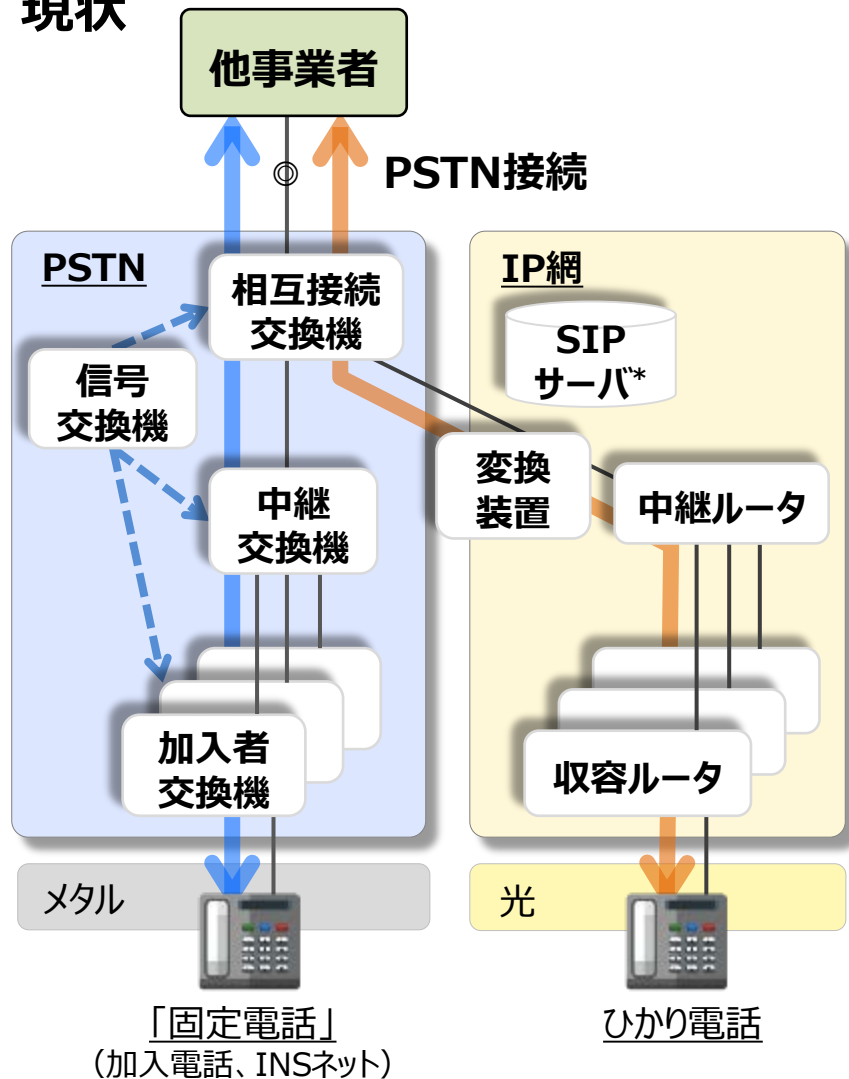 現状
他事業者
◎
PSTN接続
PSTN
相互接続
交換機
信号
交換機
中継
交換機
加入者
交換機
IP網
SIP
サーバ*
変換
装置
中継ルータ
収容ルータ
メタル
光
「固定電話」
（加入電話、INSネット）
ひかり電話